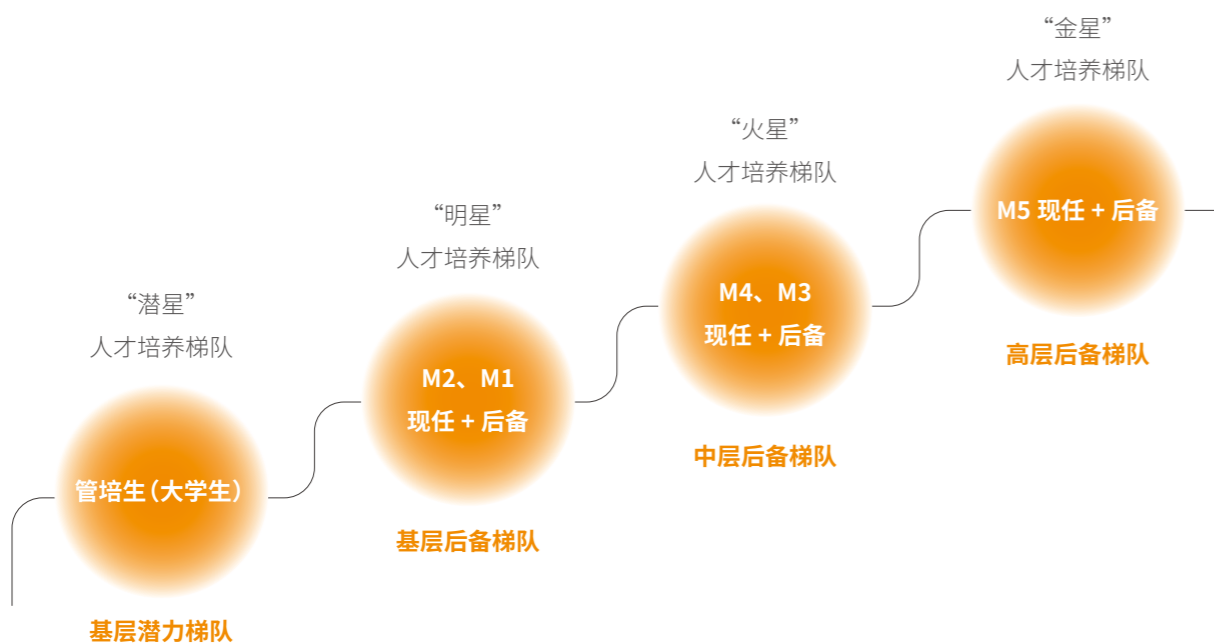 “潜星”
人才培养梯队
管培生（大学生）
基层潜力梯队
“明星”
人才培养梯队
M2、M1
现任 + 后备
基层后备梯队
“火星”
人才培养梯队
M4、M3
现任 + 后备
中层后备梯队
“金星”
人才培养梯队
M5 现任 + 后备
高层后备梯队